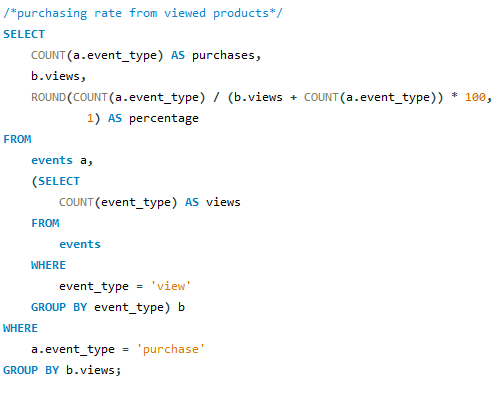 /*purchasing rate from viewed products*/
SELECT
COUNT(a.event_type) AS purchases,
b.views,
ROUND(COUNT(a.event_type) / (b.views + COUNT(a.event_type)) * 100,
1) AS percentage
FROM
events a,
(SELECT
COUNT(event_type) AS views
FROM
events
WHERE
event_type = 'view'
GROUP BY event_type) b
WHERE
a.event_type = 'purchase'
GROUP BY b.views;